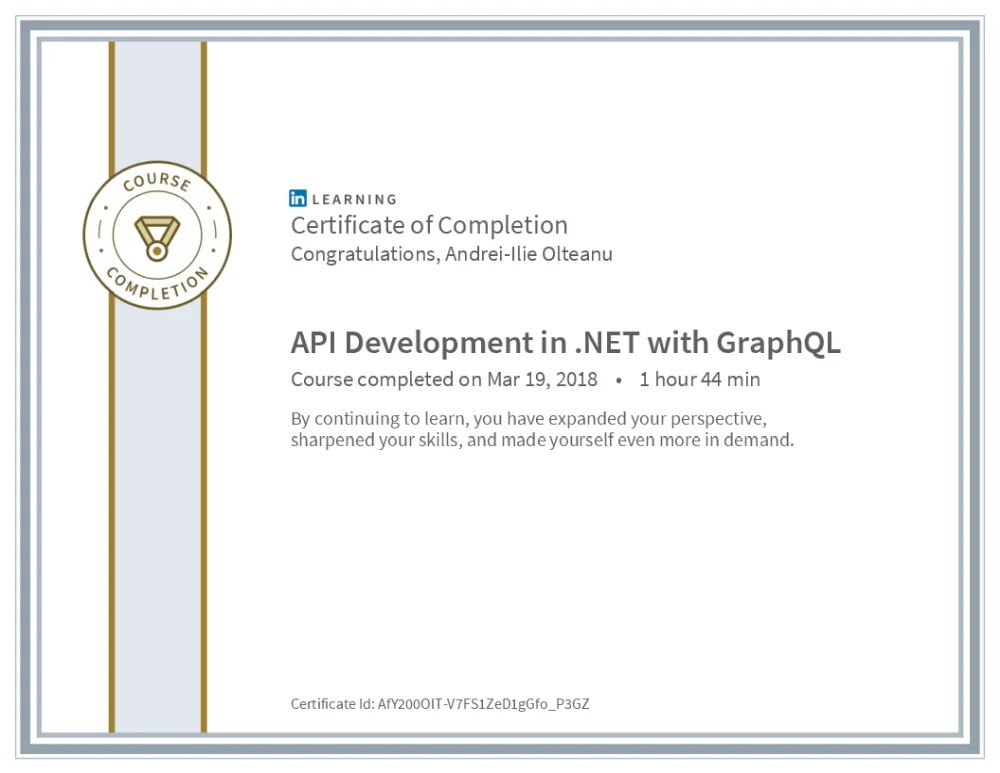 COURSE
COMPLETION
in LEARNING
Certificate of Completion
Congratulations, Andrei-Ilie Olteanu
API Development in .NET with GraphQL
Course completed on Mar 19, 2018 • 1 hour 44 min
By continuing to learn, you have expanded your perspective,
sharpened your skills, and made yourself even more in demand.
Certificate Id: AfY200OIT-V7FS1ZeD1gGfo_P3GZ